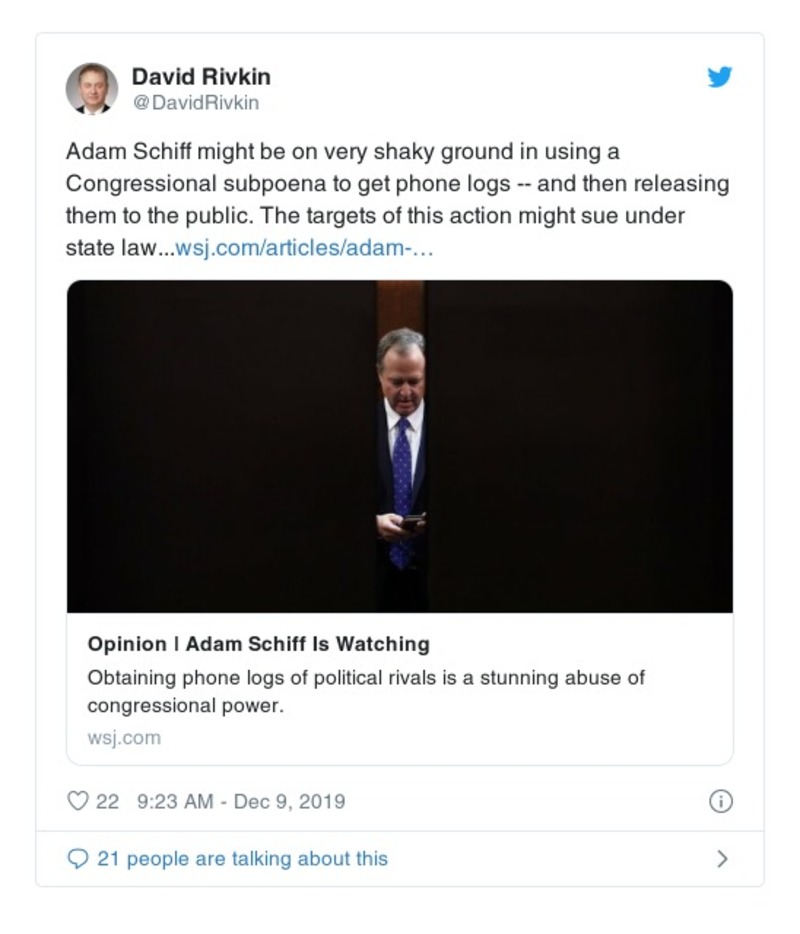 David Rivkin
@DavidRivkin
Adam Schiff might be on very shaky ground in using a
Congressional subpoena to get phone logs -- and then releasing
them to the public. The targets of this action might sue under
state law...wsj.com/articles/adam-…
Opinion | Adam Schiff Is Watching
Obtaining phone logs of political rivals is a stunning abuse of
congressional power.
wsj.com
22 9:23 AM - Dec 9, 2019
21 people are talking about this